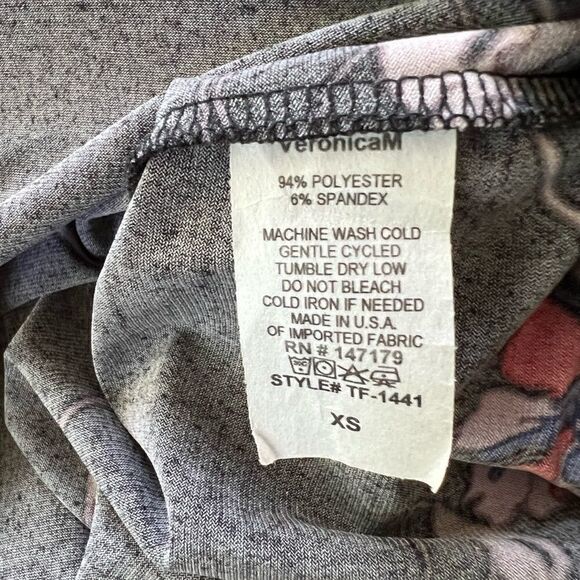 VeronicaM
94% POLYESTER
6% SPANDEX
MACHINE WASH COLD
GENTLE CYCLED
TUMBLE DRY LOW
DO NOT BLEACH
COLD IRON IF NEEDED
MADE IN U.S.A.
OF IMPORTED FABRIC
RN # 147179
STYLE# TF-1441
XS